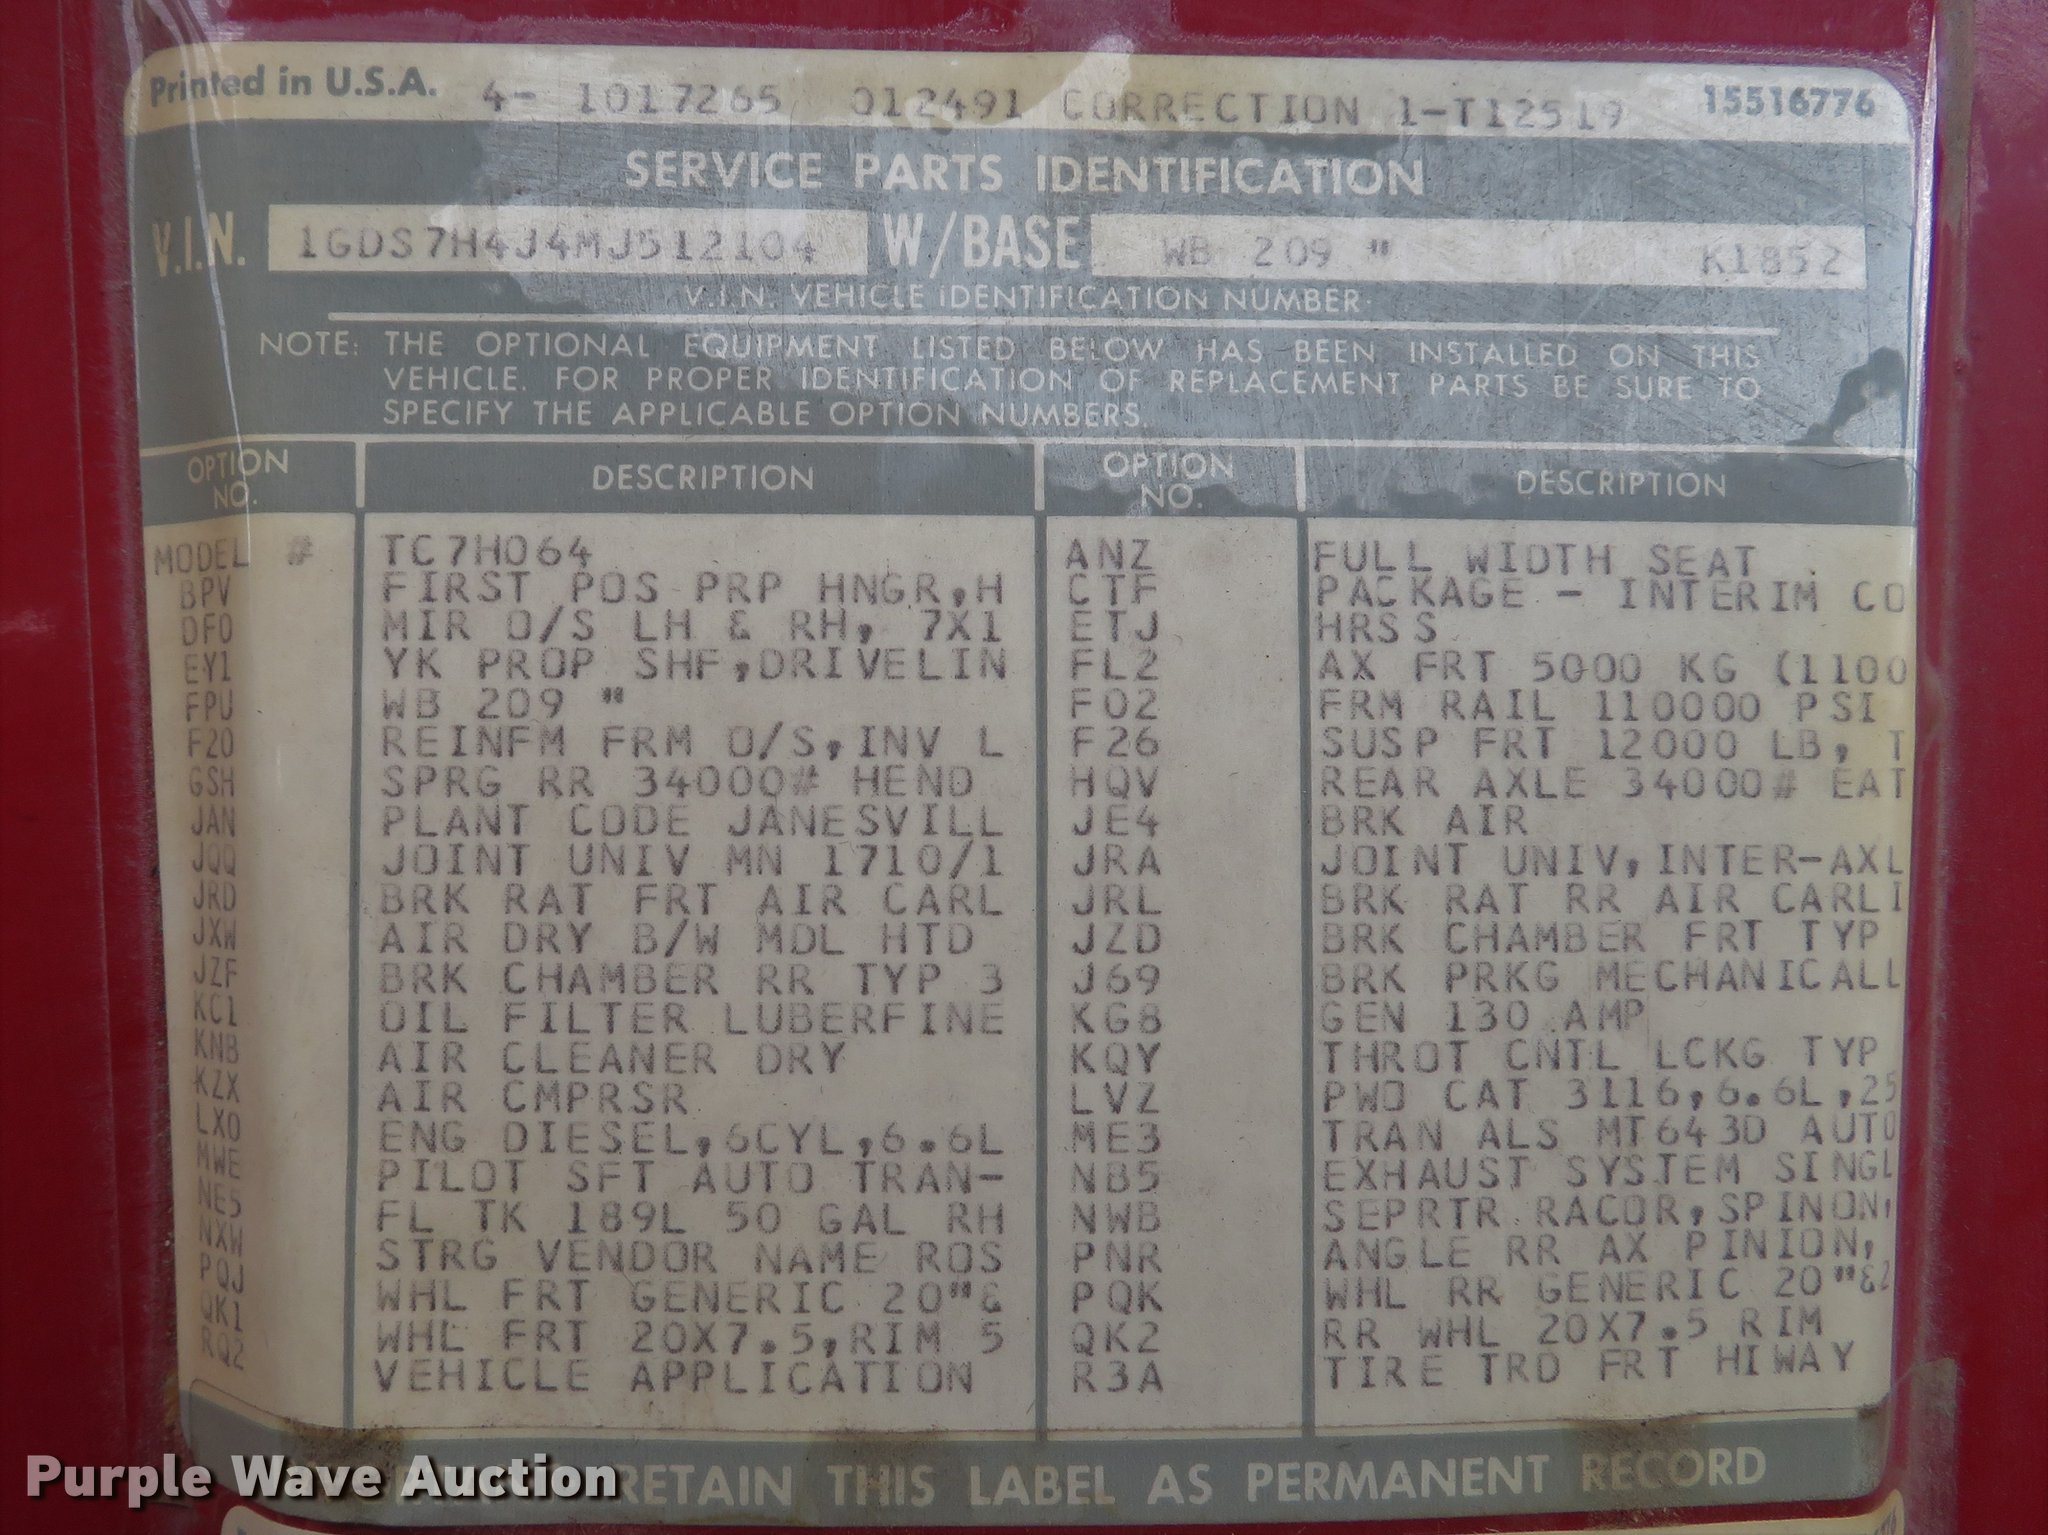 Printed in U.S.A. 4- 1017265 012491 CORRECTION 1-T12519 15516776
SERVICE PARTS IDENTIFICATION
V.I.N. 1GDS7H4J4MJ512104 W/BASE WB 209 " K1852
V.I.N. VEHICLE IDENTIFICATION NUMBER
NOTE: THE OPTIONAL EQUIPMENT LISTED BELOW HAS BEEN INSTALLED ON THIS
VEHICLE. FOR PROPER IDENTIFICATION OF REPLACEMENT PARTS BE SURE TO
SPECIFY THE APPLICABLE OPTION NUMBERS.
OPTION NO. DESCRIPTION OPTION NO. DESCRIPTION
MODEL # TC7H064 ANZ FULL WIDTH SEAT
BPV FIRST POS PRP HNGR,H CTF PACKAGE - INTERIM CO
DF0 MIR O/S LH & RH, 7X1 ETJ HRSS
EY1 YK PROP SHF,DRIVELIN FL2 AX FRT 5000 KG (1100
FPU WB 209 " F02 FRM RAIL 110000 PSI
F20 REINFM FRM O/S,INV L F26 SUSP FRT 12000 LB, T
GSH SPRG RR 34000# HEND HQV REAR AXLE 34000# EAT
JAN PLANT CODE JANESVILL JE4 BRK AIR
JQQ JOINT UNIV MN 1710/1 JRA JOINT UNIV,INTER-AXL
JRD BRK RAT FRT AIR CARL JRL BRK RAT RR AIR CARLI
JXW AIR DRY B/W MDL HTD JZD BRK CHAMBER FRT TYP
JZF BRK CHAMBER RR TYP 3 J69 BRK PRKG MECHANICALL
KC1 OIL FILTER LUBERFINE KG8 GEN 130 AMP
KNB AIR CLEANER DRY KQY THROT CNTL LCKG TYP
KZX AIR CMPRSR LVZ PWD CAT 3116,6.6L,25
LX0 ENG DIESEL,6CYL,6.6L ME3 TRAN ALS MT643D AUTO
MWE PILOT SFT AUTO TRAN- NB5 EXHAUST SYSTEM SINGL
NE5 FL TK 189L 50 GAL RH NWB SEPRTR RACOR,SPINON,
NXW STRG VENDOR NAME ROS PNR ANGLE RR AX PINION,
PQJ WHL FRT GENERIC 20"& PQK WHL RR GENERIC 20"&2
QK1 WHL FRT 20X7.5,RIM 5 QK2 RR WHL 20X7.5 RIM
RQ2 VEHICLE APPLICATION R3A TIRE TRD FRT HIWAY
RETAIN THIS LABEL AS PERMANENT RECORD
Purple Wave Auction